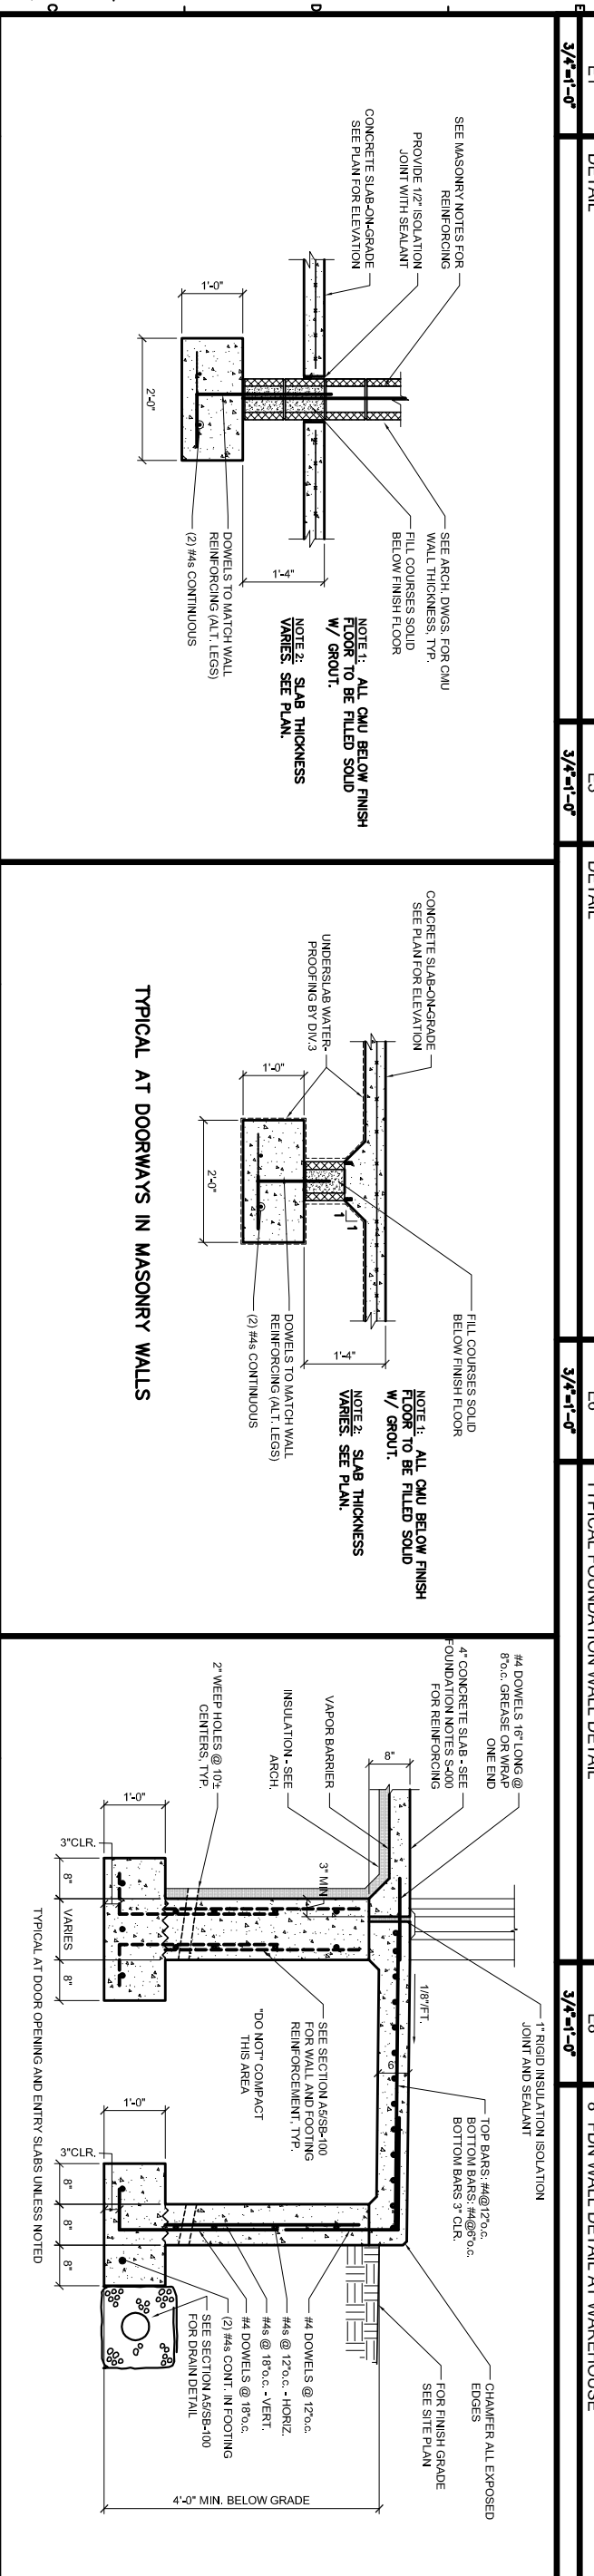 C
D
E
3/4"=1'-0"
DETAIL
3/4"=1'-0"
DETAIL
3/4"=1'-0"
TYPICAL FOUNDATION WALL DETAIL
3/4"=1'-0"
8" FDN WALL DETAIL AT WAREHOUSE
SEE MASONRY NOTES FOR
REINFORCING
PROVIDE 1/2" ISOLATION
JOINT WITH SEALANT
CONCRETE SLAB-ON-GRADE
SEE PLAN FOR ELEVATION
1'-0"
2'-0"
1'-4"
SEE ARCH. DWGS. FOR CMU
WALL THICKNESS, TYP.
FILL COURSES SOLID
BELOW FINISH FLOOR
DOWELS TO MATCH WALL
REINFORCING (ALT. LEGS)
(2) #4s CONTINUOUS
NOTE 1: ALL CMU BELOW FINISH
FLOOR TO BE FILLED SOLID
W/ GROUT.
NOTE 2: SLAB THICKNESS
VARIES. SEE PLAN.
CONCRETE SLAB-ON-GRADE
SEE PLAN FOR ELEVATION
UNDERSLAB WATER-
PROOFING BY DIV.3
1'-0"
2'-0"
1
1
1'-4"
FILL COURSES SOLID
BELOW FINISH FLOOR
DOWELS TO MATCH WALL
REINFORCING (ALT. LEGS)
(2) #4s CONTINUOUS
NOTE 1: ALL CMU BELOW FINISH
FLOOR TO BE FILLED SOLID
W/ GROUT.
NOTE 2: SLAB THICKNESS
VARIES. SEE PLAN.
TYPICAL AT DOORWAYS IN MASONRY WALLS
#4 DOWELS 16" LONG @
8"o.c. GREASE OR WRAP
ONE END
4" CONCRETE SLAB - SEE
FOUNDATION NOTES S-000
FOR REINFORCING
VAPOR BARRIER
INSULATION - SEE
ARCH.
2" WEEP HOLES @ 10'±
CENTERS, TYP.
8"
1'-0"
3"CLR.
8"
VARIES
8"
3" MIN.
1" RIGID INSULATION ISOLATION
JOINT AND SEALANT
1/8"/FT.
6"
TOP BARS: #4@12"o.c.
BOTTOM BARS: #4@6"o.c.
BOTTOM BARS 3" CLR.
SEE SECTION A5/SB-100
FOR WALL AND FOOTING
REINFORCEMENT, TYP.
"DO NOT" COMPACT
THIS AREA
1'-0"
3"CLR.
8"
8"
8"
CHAMFER ALL EXPOSED
EDGES
FOR FINISH GRADE
SEE SITE PLAN
#4 DOWELS @ 12"o.c.
#4s @ 12"o.c. - HORIZ.
#4s @ 18"o.c. - VERT.
#4 DOWELS @ 18"o.c.
(2) #4s CONT. IN FOOTING
SEE SECTION A5/SB-100
FOR DRAIN DETAIL
4'-0" MIN. BELOW GRADE
TYPICAL AT DOOR OPENING AND ENTRY SLABS UNLESS NOTED